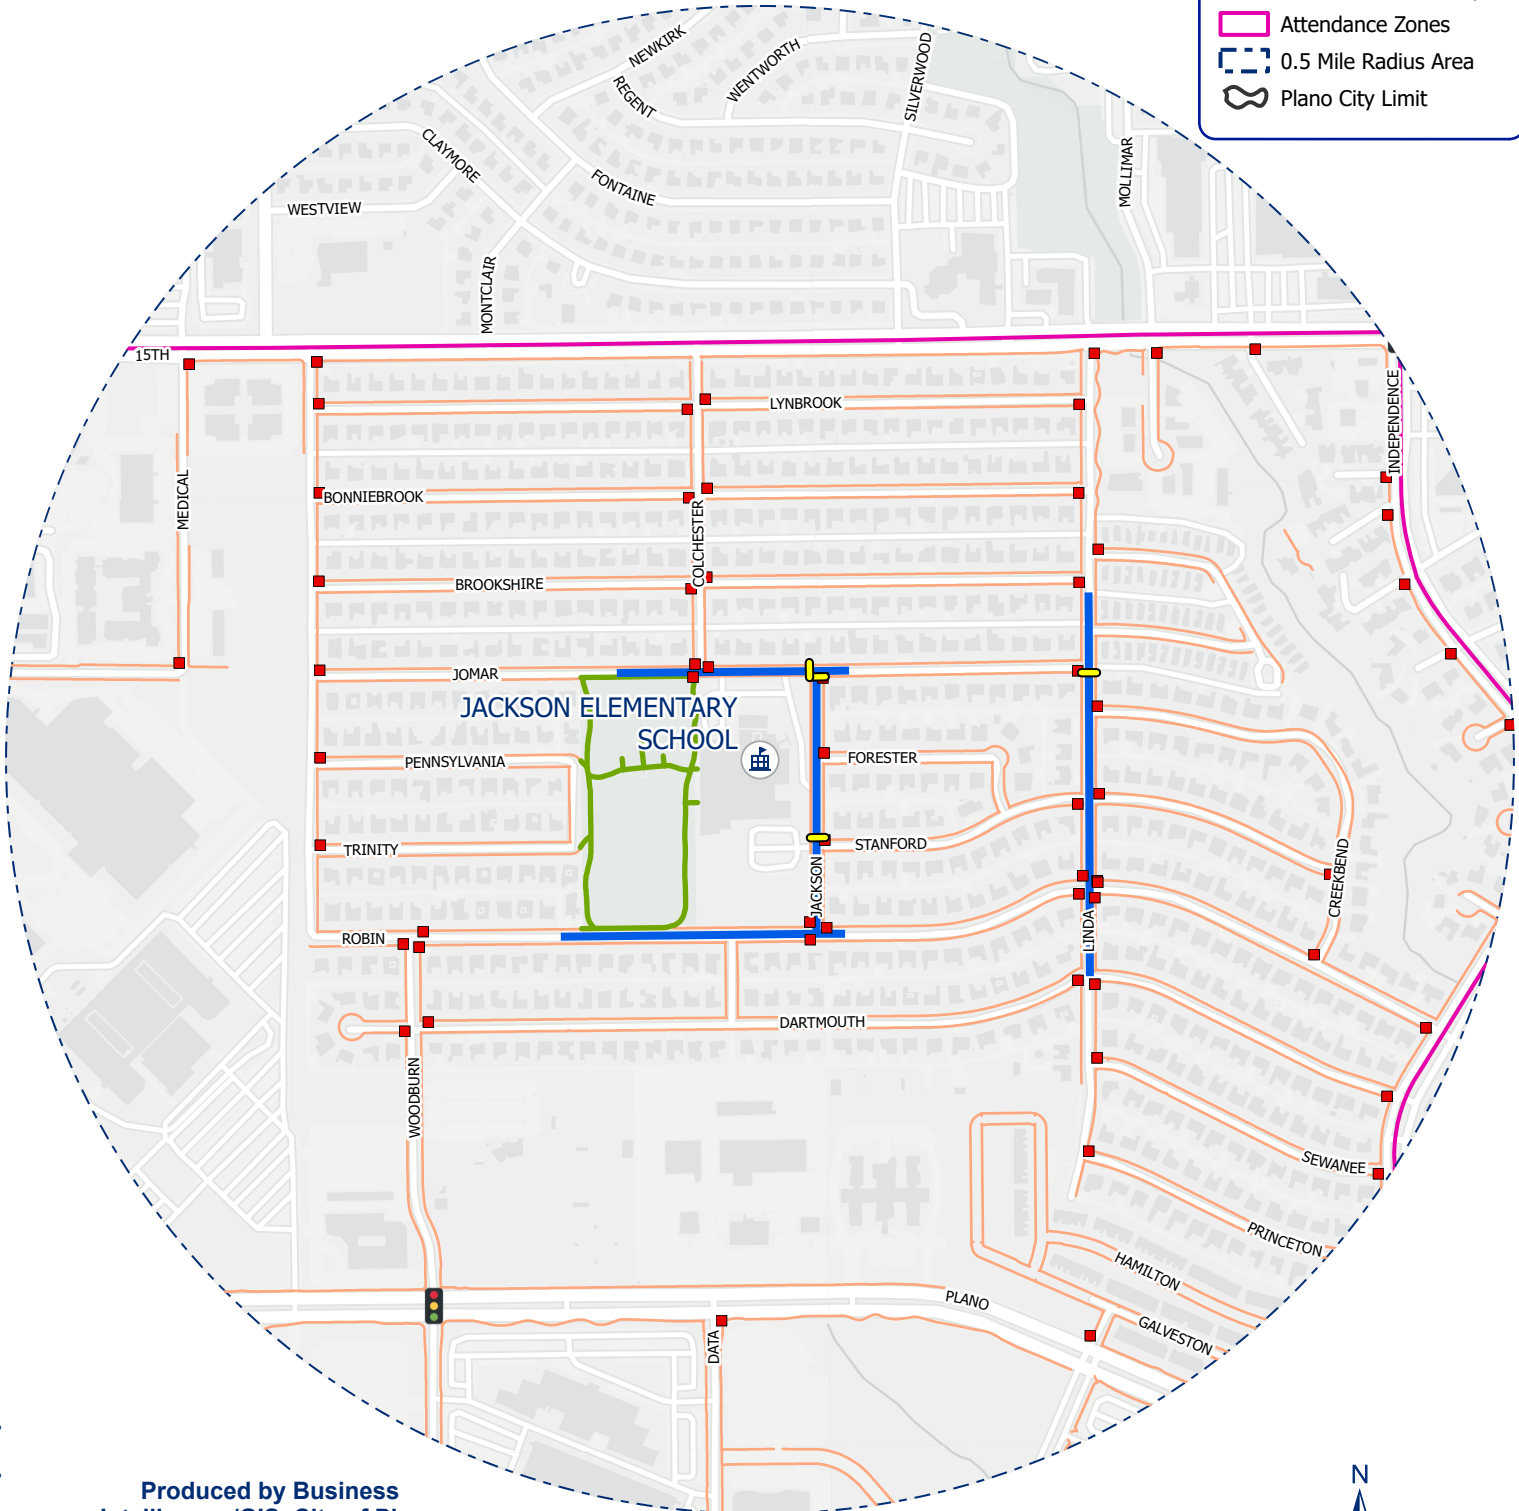 Attendance Zones
0.5 Mile Radius Area
Plano City Limit
NEWKIRK
WENTWORTH
SILVERWOOD
REGENT
CLAYMORE
MOLLIMAR
FONTAINE
WESTVIEW
MONTCLAIR
15TH
INDEPENDENCE
LYNBROOK
MEDICAL
BONNIEBROOK
COLCHESTER
BROOKSHIRE
JOMAR
JACKSON ELEMENTARY
SCHOOL
PENNSYLVANIA
FORESTER
TRINITY
STANFORD
CREEKBEND
JACKSON
LINDA
ROBIN
DARTMOUTH
WOODBURN
SEWANEE
PRINCETON
HAMILTON
PLANO
GALVESTON
DATA
Produced by Business
N